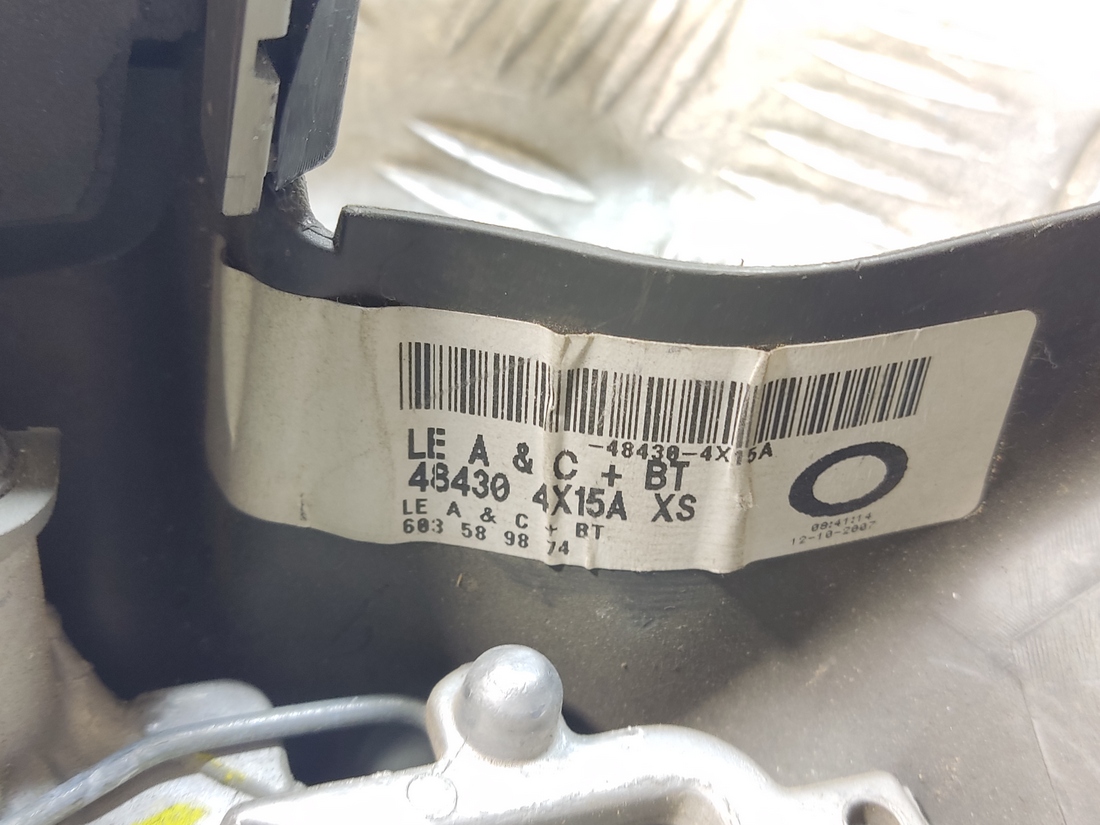 -48430-4X15A
LE A & C + BT
48430 4X15A XS
LE A & C + BT
603 58 98 74
08:41:14
12-10-2007